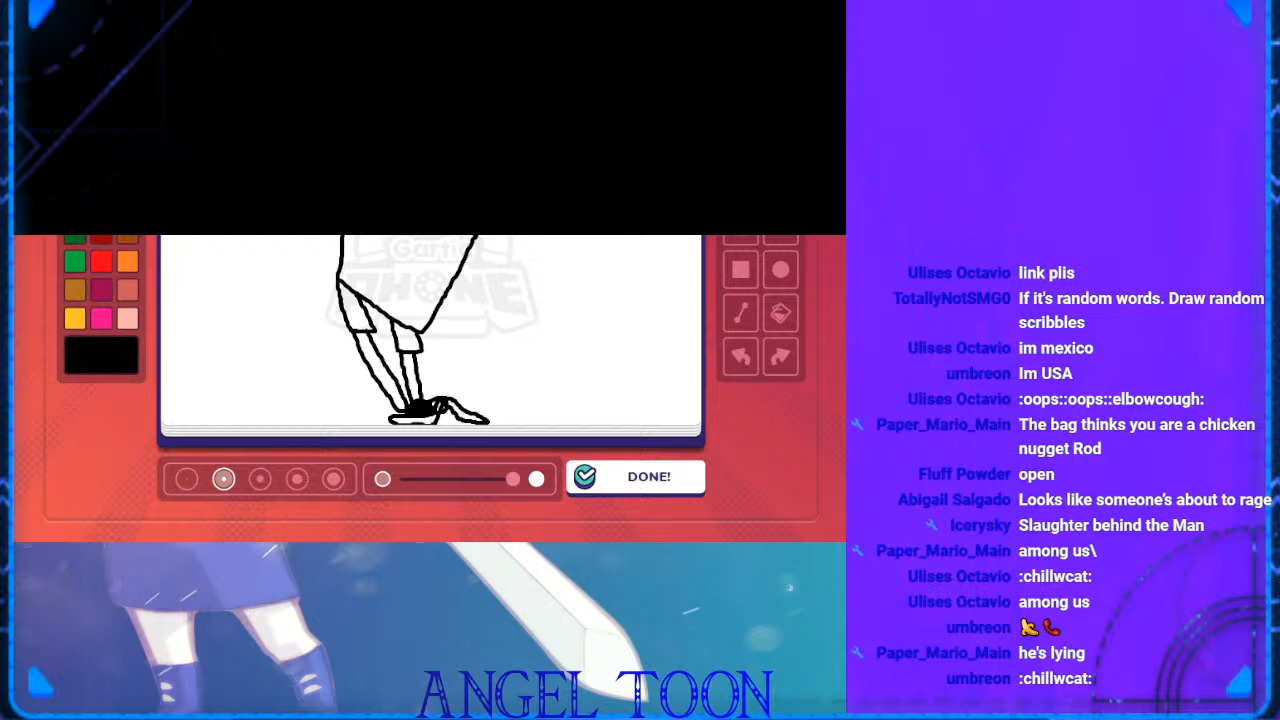 Gartic
PHONE
DONE!
ANGEL TOON
Ulises Octavio link plis
TotallyNotSMG0 If it's random words. Draw random
scribbles
Ulises Octavio im mexico
umbreon Im USA
Ulises Octavio :oops::oops::elbowcough:
Paper_Mario_Main The bag thinks you are a chicken
nugget Rod
Fluff Powder open
Abigail Salgado Looks like someone's about to rage
Icerysky Slaughter behind the Man
Paper_Mario_Main among us\
Ulises Octavio :chillwcat:
Ulises Octavio among us
umbreon 🍌📞
Paper_Mario_Main he's lying
umbreon :chillwcat: